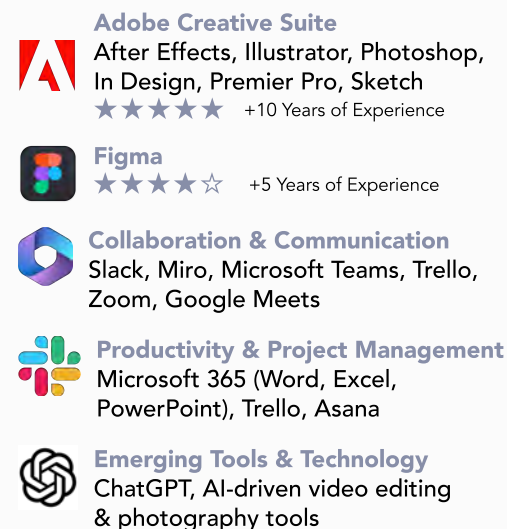 Adobe Creative Suite
After Effects, Illustrator, Photoshop,
In Design, Premier Pro, Sketch
★★★★★ +10 Years of Experience
Figma
★★★★☆ +5 Years of Experience
Collaboration & Communication
Slack, Miro, Microsoft Teams, Trello,
Zoom, Google Meets
Productivity & Project Management
Microsoft 365 (Word, Excel,
PowerPoint), Trello, Asana
Emerging Tools & Technology
ChatGPT, AI-driven video editing
& photography tools